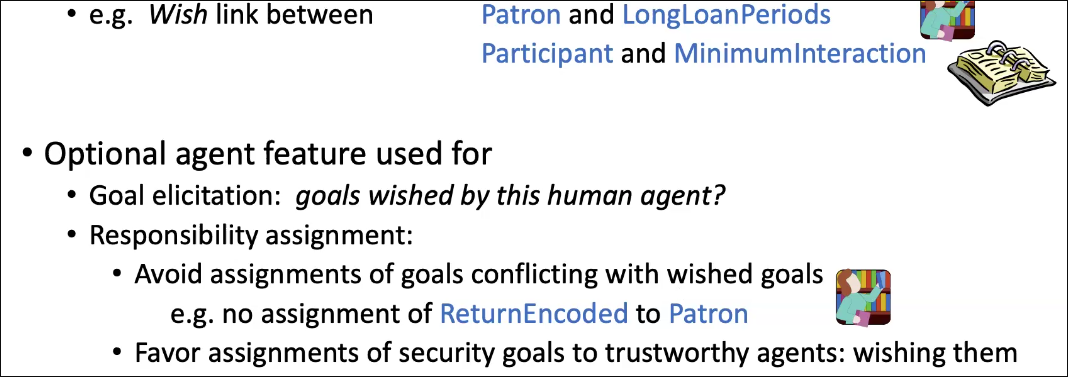 • e.g. Wish link between Patron and LongLoanPeriods
Participant and MinimumInteraction
• Optional agent feature used for
• Goal elicitation: goals wished by this human agent?
• Responsibility assignment:
• Avoid assignments of goals conflicting with wished goals
e.g. no assignment of ReturnEncoded to Patron
• Favor assignments of security goals to trustworthy agents: wishing them